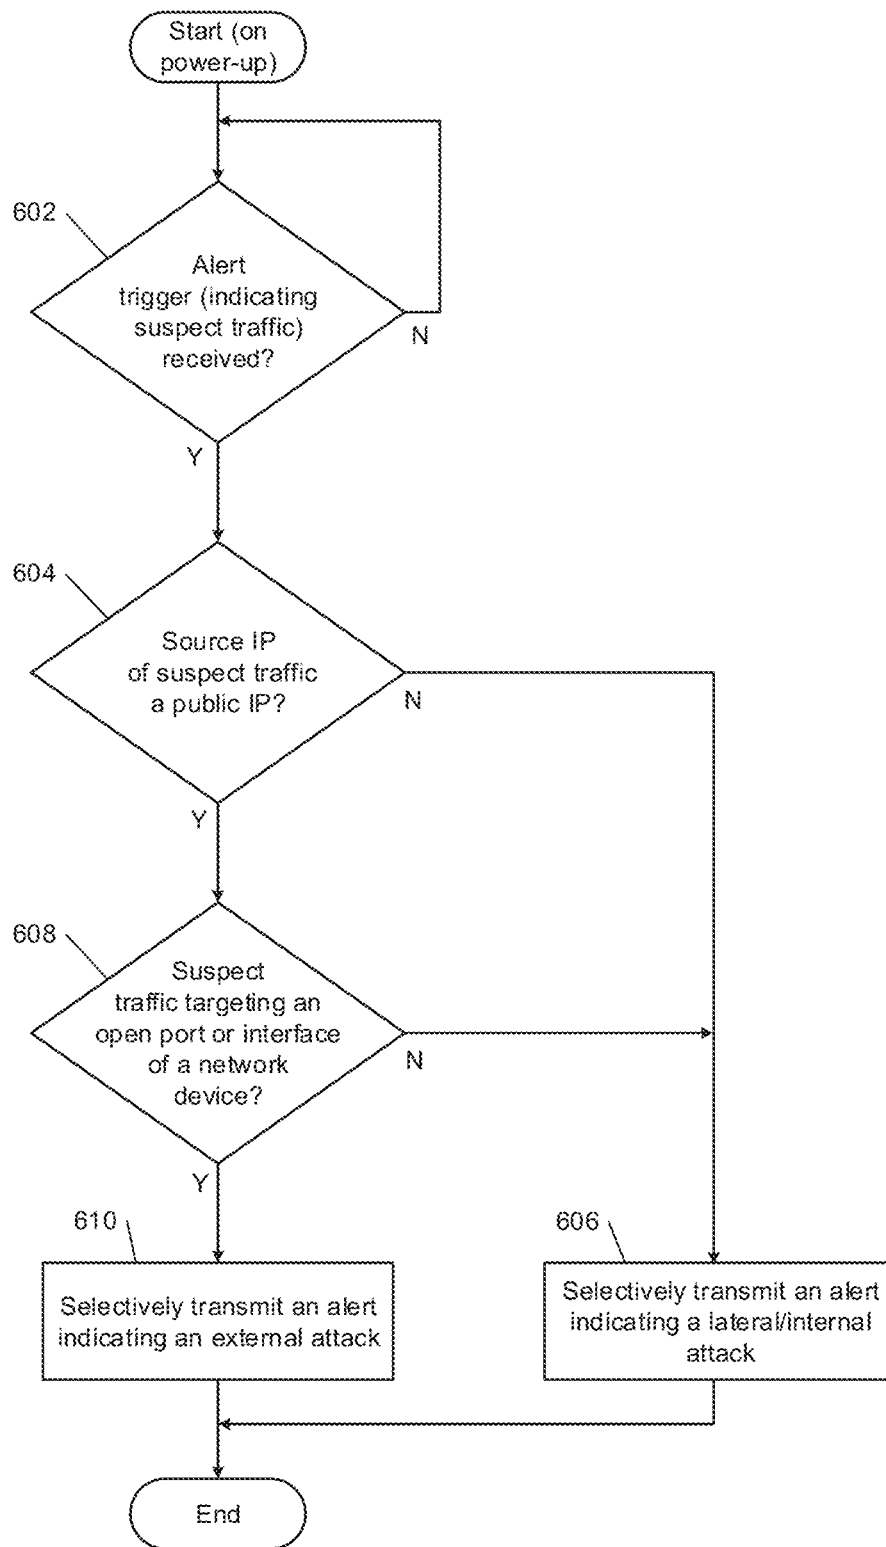 Start (on
power-up)
602
Alert
trigger (indicating
suspect traffic)
received?
N
Y
604
Source IP
of suspect traffic
a public IP?
N
Y
608
Suspect
traffic targeting an
open port or interface
of a network
device?
N
Y
610
Selectively transmit an alert
indicating an external attack
606
Selectively transmit an alert
indicating a lateral/internal
attack
End